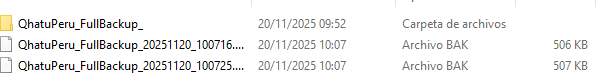 QhatuPeru_FullBackup_ 20/11/2025 09:52 Carpeta de archivos
QhatuPeru_FullBackup_20251120_100716.... 20/11/2025 10:07 Archivo BAK 506 KB
QhatuPeru_FullBackup_20251120_100725.... 20/11/2025 10:07 Archivo BAK 507 KB